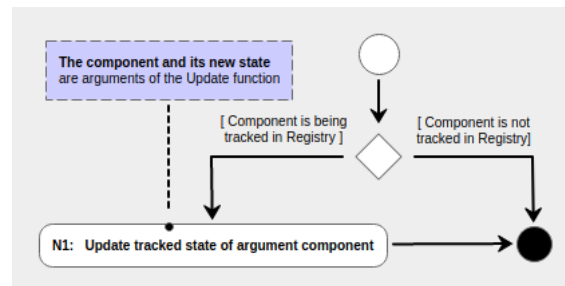 The component and its new state
are arguments of the Update function
[ Component is being
tracked in Registry ]
[ Component is not
tracked in Registry]
N1: Update tracked state of argument component